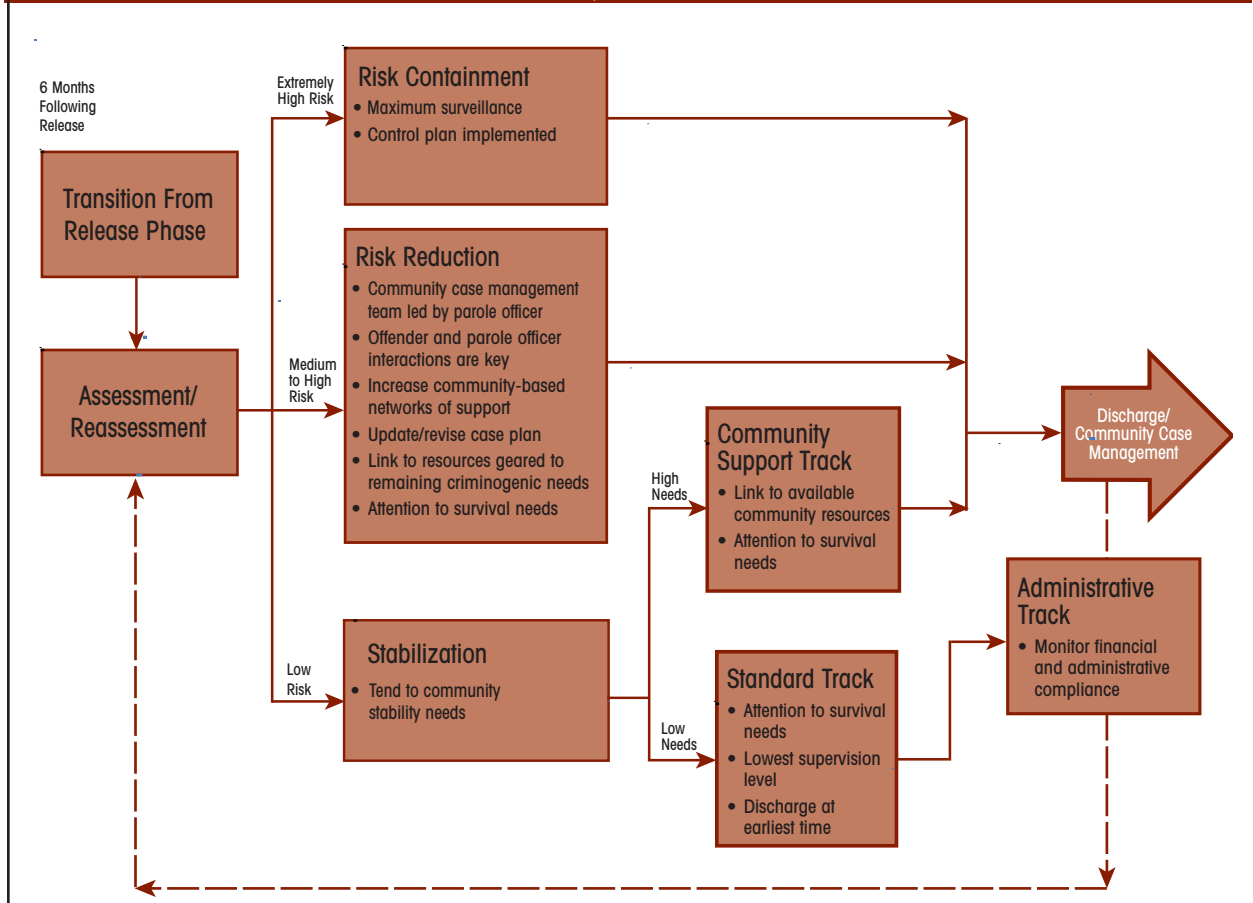 6 Months
Following
Release
Transition From
Release Phase
Assessment/
Reassessment
Extremely
High Risk
Risk Containment
• Maximum surveillance
• Control plan implemented
Medium
to High
Risk
Risk Reduction
• Community case management
team led by parole officer
• Offender and parole officer
interactions are key
• Increase community-based
networks of support
• Update/revise case plan
• Link to resources geared to
remaining criminogenic needs
• Attention to survival needs
Low
Risk
Stabilization
• Tend to community
stability needs
High
Needs
Community
Support Track
• Link to available
community resources
• Attention to survival
needs
Low
Needs
Standard Track
• Attention to survival
needs
• Lowest supervision
level
• Discharge at
earliest time
Discharge/
Community Case
Management
Administrative
Track
• Monitor financial
and administrative
compliance